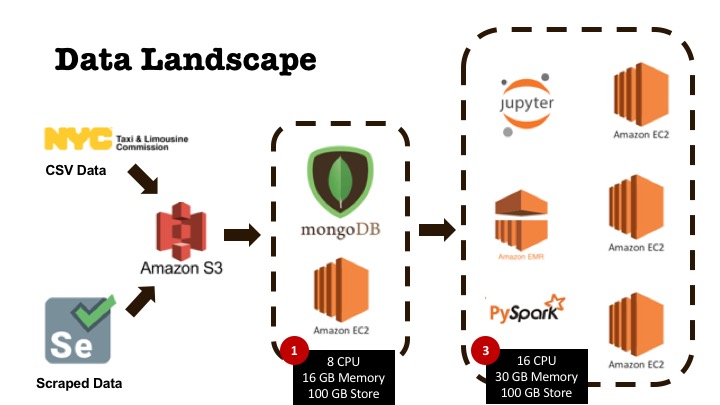 Data Landscape
NYC Taxi & Limousine
Commission
CSV Data
Amazon S3
Se
Scraped Data
mongoDB
Amazon EC2
1
8 CPU
16 GB Memory
100 GB Store
jupyter
Amazon EC2
Amazon EMR
Amazon EC2
PySpark
Amazon EC2
3
16 CPU
30 GB Memory
100 GB Store